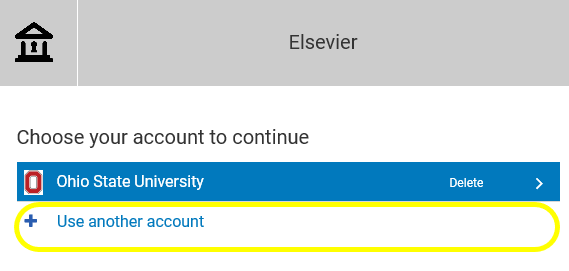 Elsevier
Choose your account to continue
Ohio State University Delete
Use another account